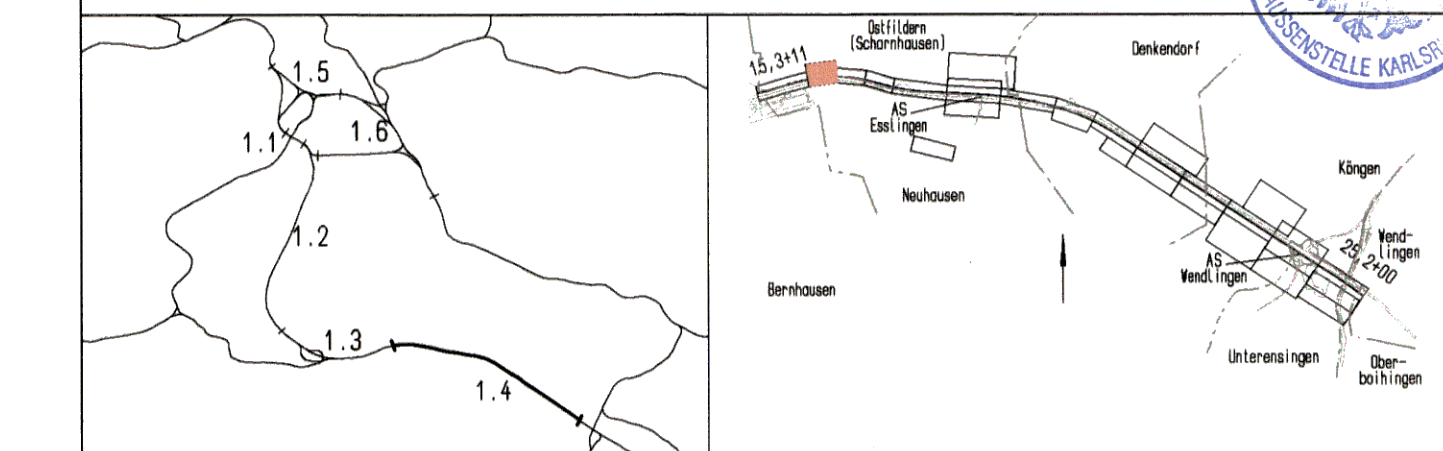 1.5
1.1
1.6
1.2
1.3
1.4
15,3+11
Ostfildern
(Scharnhausen)
Denkendorf
AS
Esslingen
Neuhausen
Bernhausen
Köngen
Wend-
lingen
25,2+00
AS
Wendlingen
Unterensingen
Ober-
boihingen
USSENSTELLE KARLSR